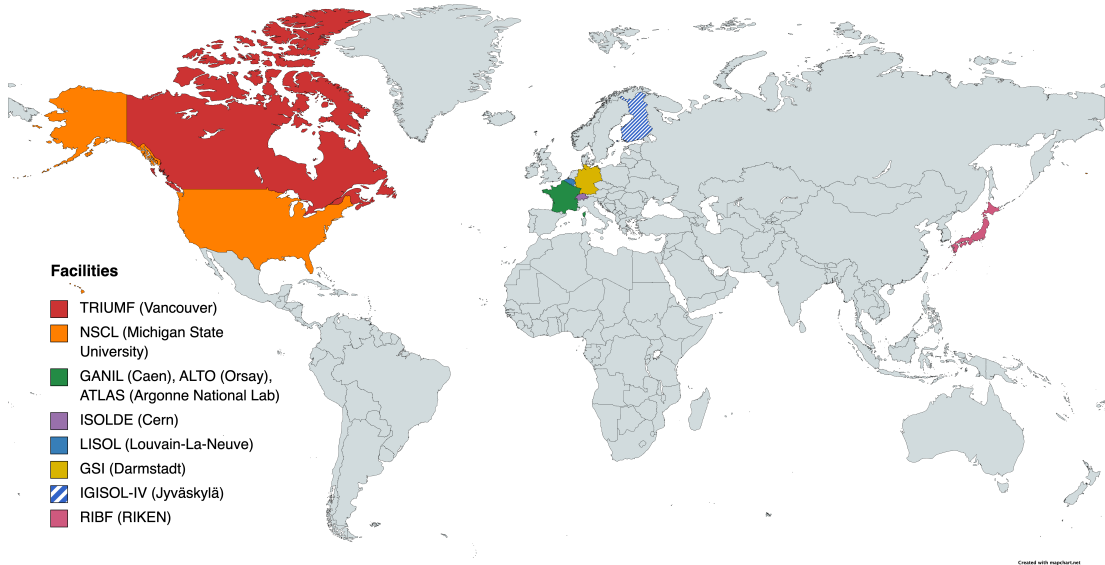 Facilities
TRIUMF (Vancouver)
NSCL (Michigan State
University)
GANIL (Caen), ALTO (Orsay),
ATLAS (Argonne National Lab)
ISOLDE (Cern)
LISOL (Louvain-La-Neuve)
GSI (Darmstadt)
IGISOL-IV (Jyväskylä)
RIBF (RIKEN)
Created with mapchart.net